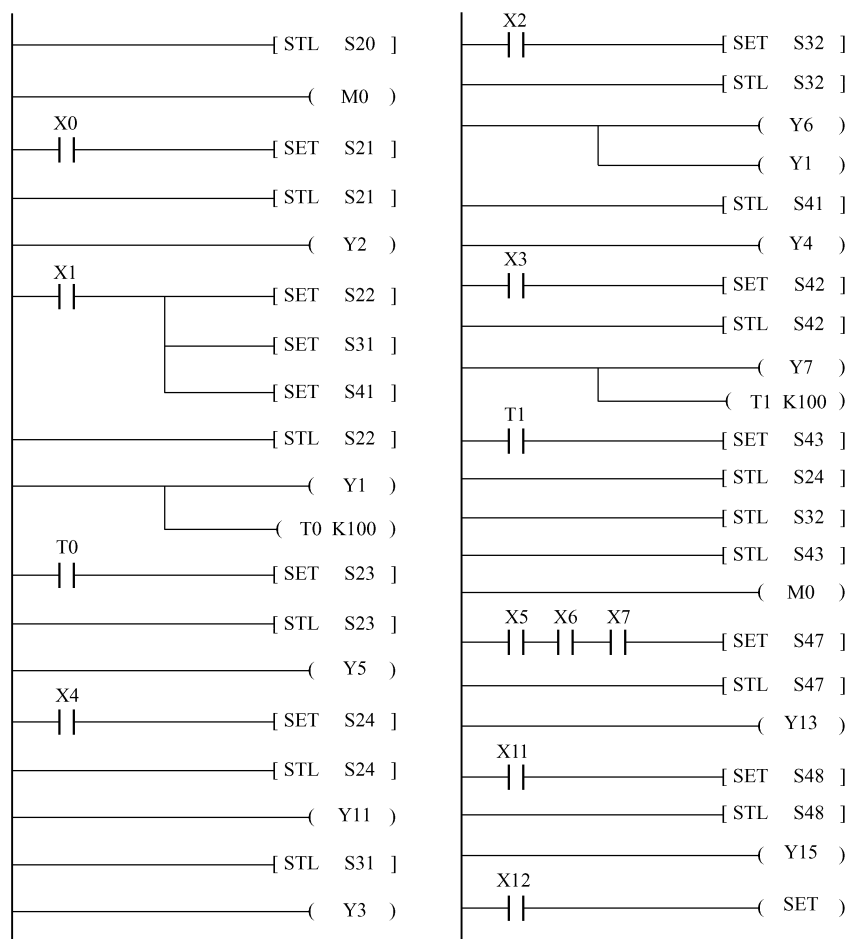 [ STL S20 ]
( M0 )
X0
[ SET S21 ]
[ STL S21 ]
( Y2 )
X1
[ SET S22 ]
[ SET S31 ]
[ SET S41 ]
[ STL S22 ]
( Y1 )
( T0 K100 )
T0
[ SET S23 ]
[ STL S23 ]
( Y5 )
X4
[ SET S24 ]
[ STL S24 ]
( Y11 )
[ STL S31 ]
( Y3 )
X2
[ SET S32 ]
[ STL S32 ]
( Y6 )
( Y1 )
[ STL S41 ]
( Y4 )
X3
[ SET S42 ]
[ STL S42 ]
( Y7 )
( T1 K100 )
T1
[ SET S43 ]
[ STL S24 ]
[ STL S32 ]
[ STL S43 ]
( M0 )
X5 X6 X7
[ SET S47 ]
[ STL S47 ]
( Y13 )
X11
[ SET S48 ]
[ STL S48 ]
( Y15 )
X12
( SET )